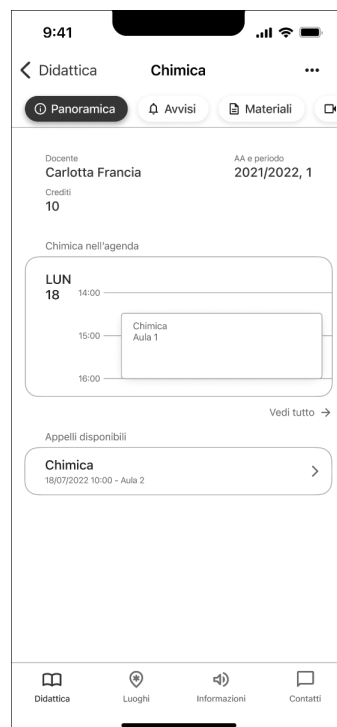 9:41
Didattica
Chimica
Panoramica
Avvisi
Materiali
Docente
Carlotta Francia
AA e periodo
2021/2022, 1
Crediti
10
Chimica nell'agenda
LUN
18
14:00
Chimica
15:00
Aula 1
16:00
Vedi tutto
Appelli disponibili
Chimica
18/07/2022 10:00 - Aula 2
Didattica
Luoghi
Informazioni
Contatti